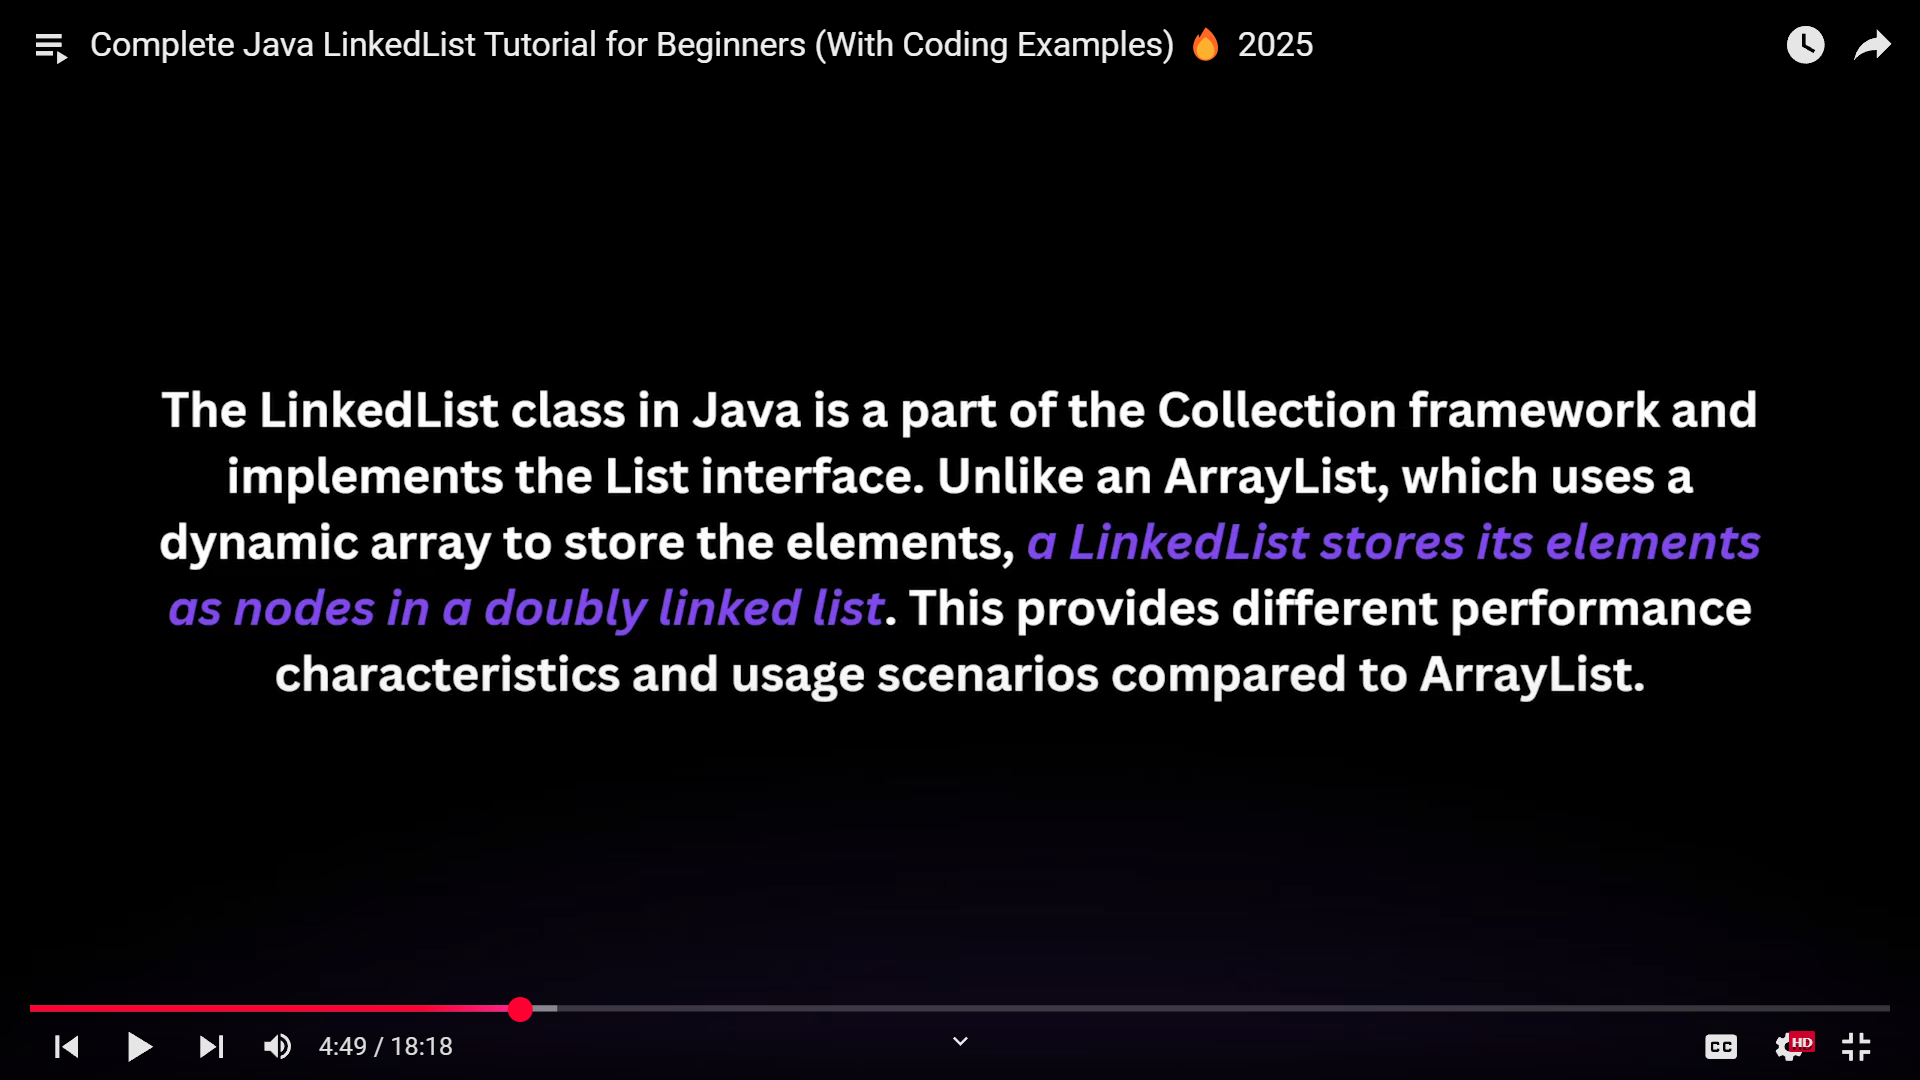 Complete Java LinkedList Tutorial for Beginners (With Coding Examples) 🔥 2025
The LinkedList class in Java is a part of the Collection framework and
implements the List interface. Unlike an ArrayList, which uses a
dynamic array to store the elements, a LinkedList stores its elements
as nodes in a doubly linked list. This provides different performance
characteristics and usage scenarios compared to ArrayList.
4:49 / 18:18
CC
HD